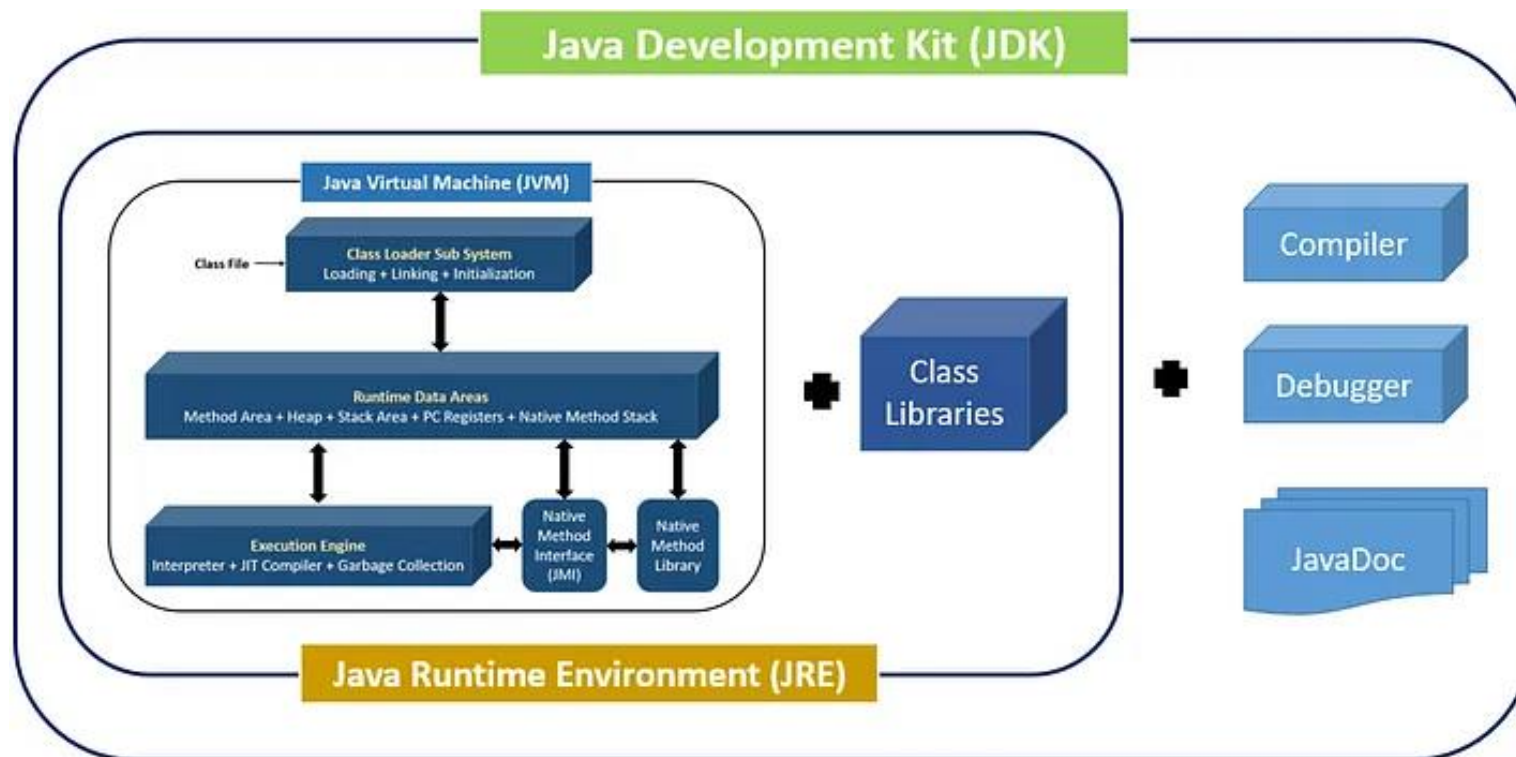 Java Development Kit (JDK)
Java Virtual Machine (JVM)
Class File
Class Loader Sub System
Loading + Linking + Initialization
Runtime Data Areas
Method Area + Heap + Stack Area + PC Registers + Native Method Stack
Execution Engine
Interpreter + JIT Compiler + Garbage Collection
Native
Method
Interface
(JMI)
Native
Method
Library
Class
Libraries
Compiler
Debugger
JavaDoc
Java Runtime Environment (JRE)